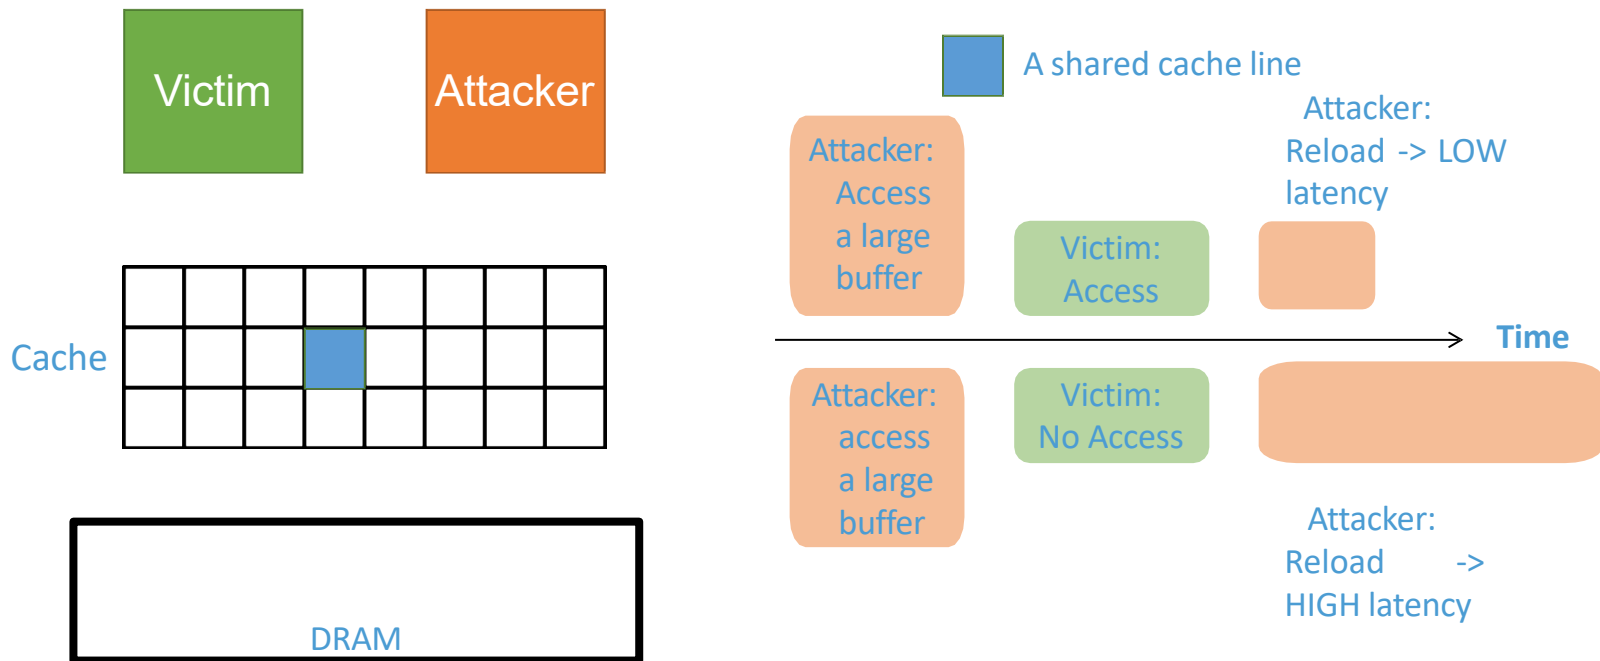 Victim
Attacker
Cache
DRAM
A shared cache line
Attacker:
Access
a large
buffer
Victim:
Access
Attacker:
Reload -> LOW
latency
Time
Attacker:
access
a large
buffer
Victim:
No Access
Attacker:
Reload ->
HIGH latency